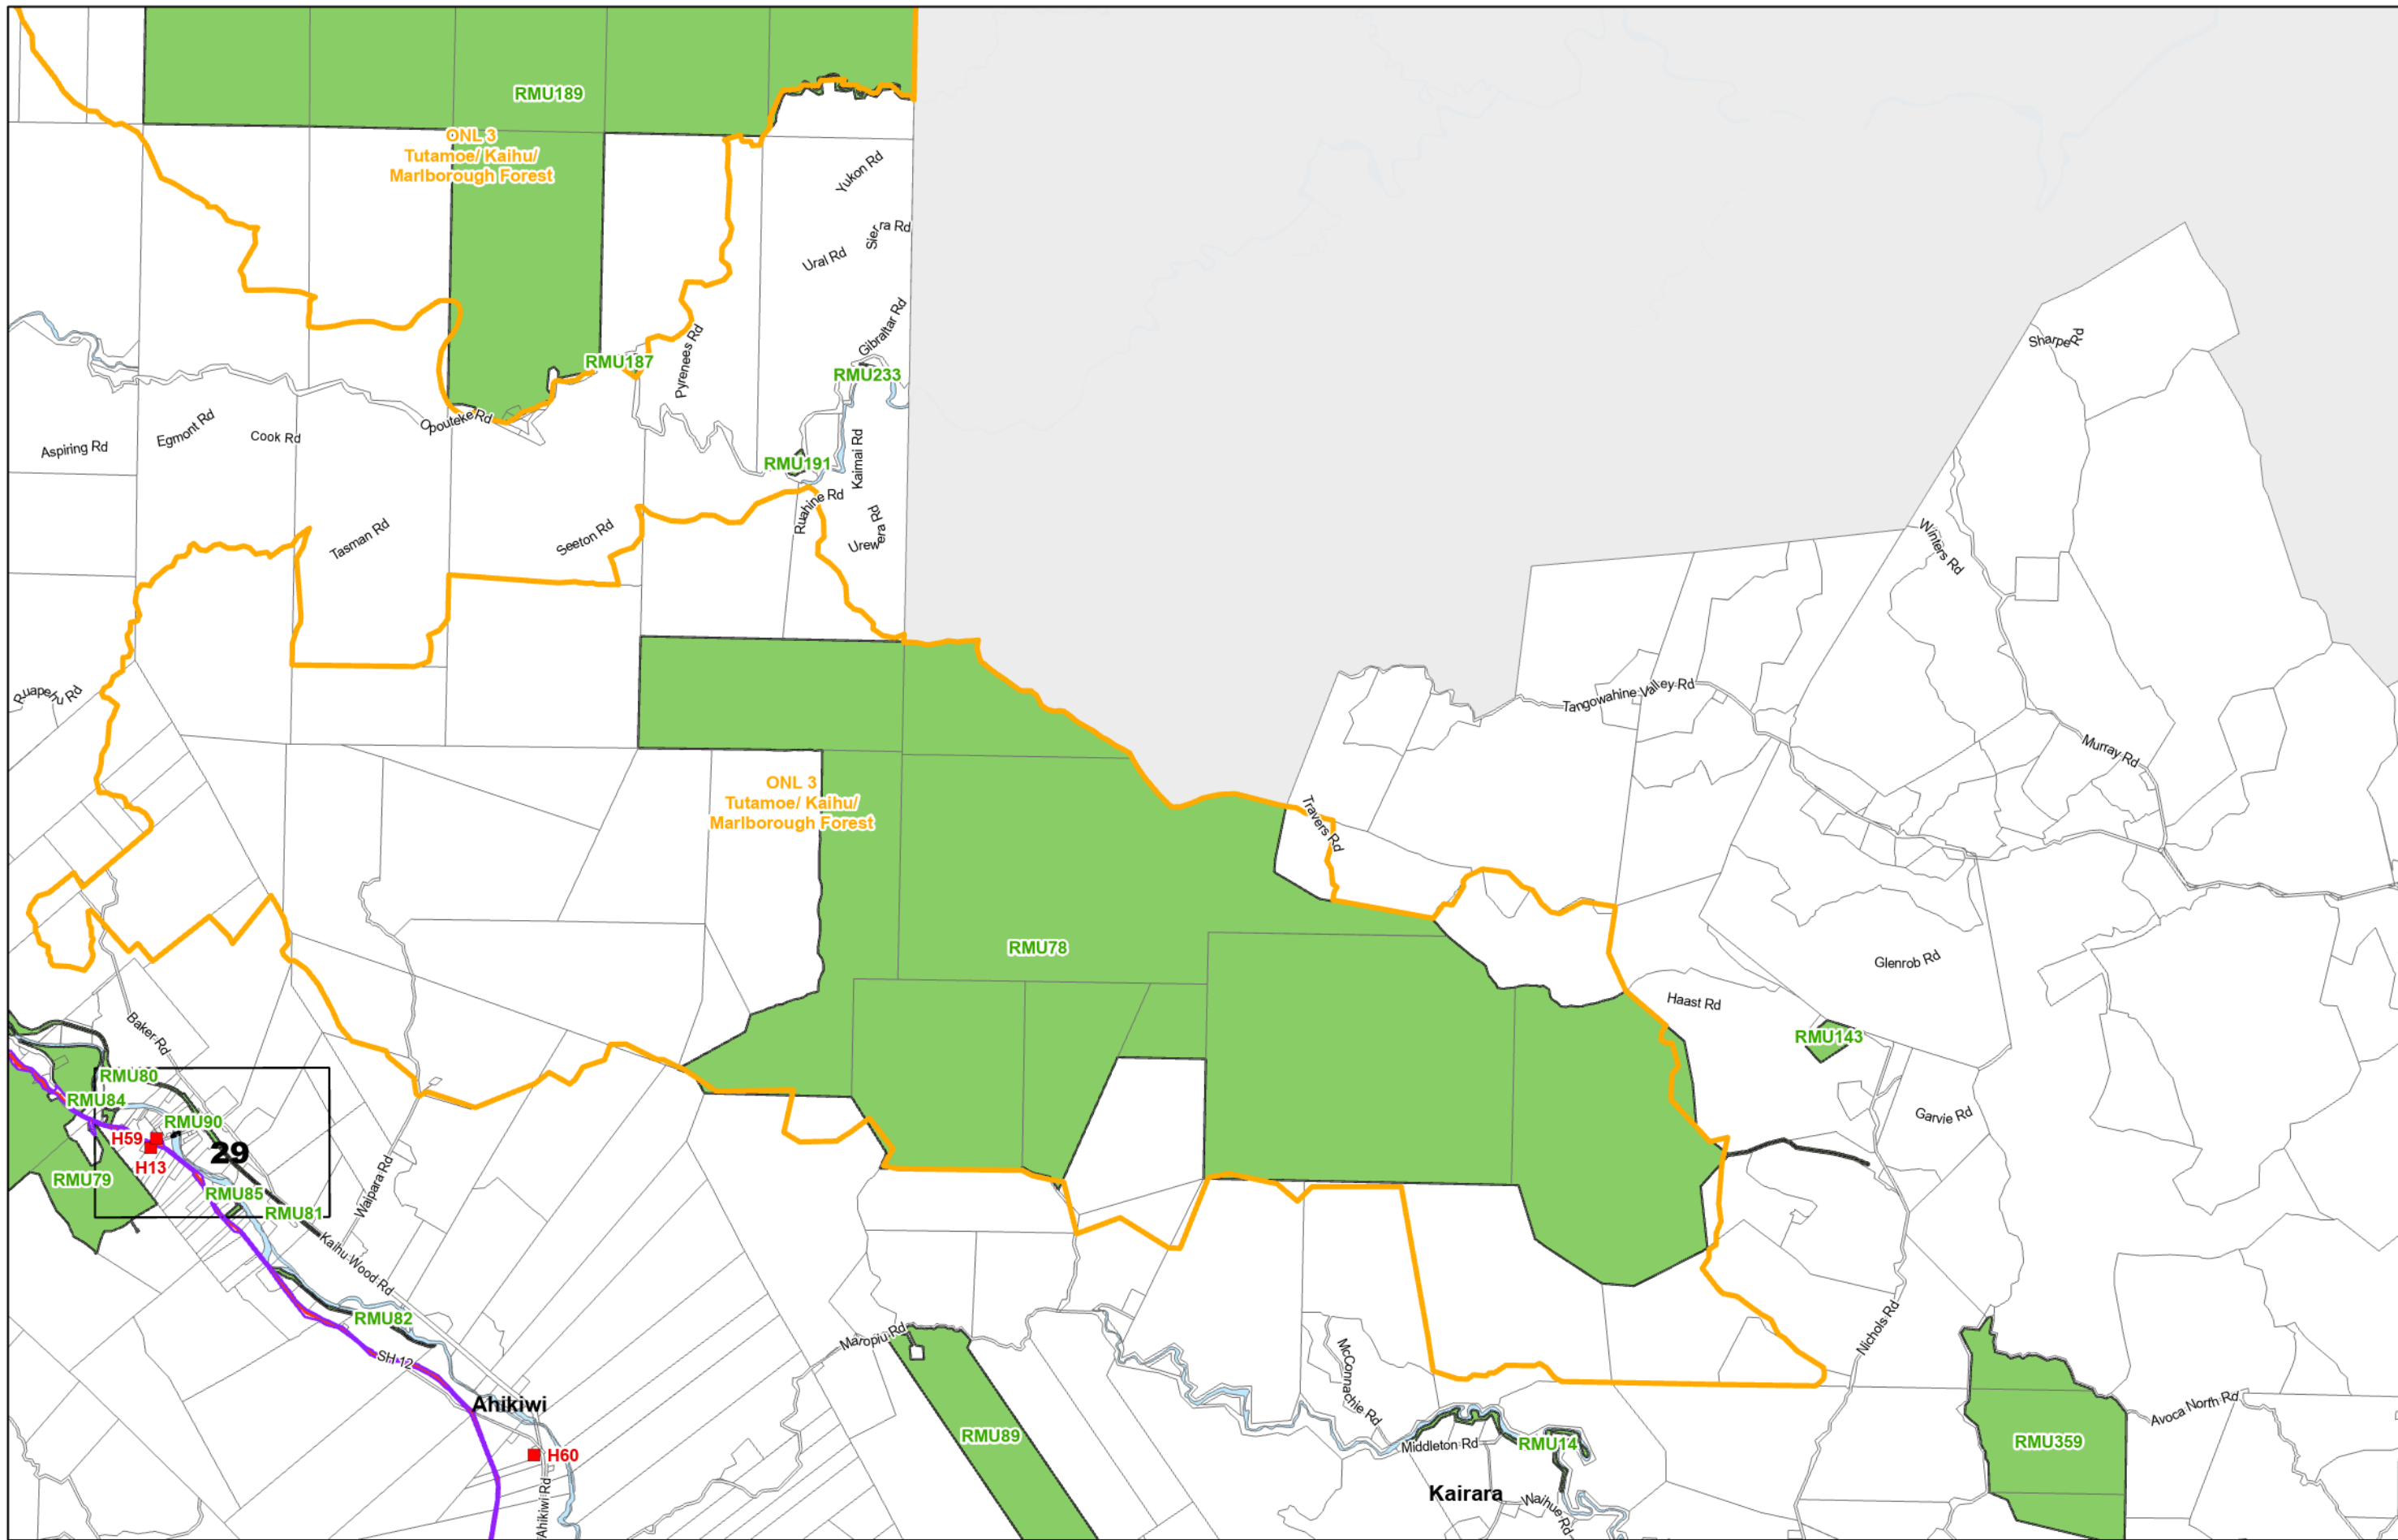 RMU189
ONL 3
Tutamoe/ Kaihu/
Marlborough Forest
Yukon Rd
Sierra Rd
Ural Rd
Gibraltar Rd
Pyrenees Rd
RMU187
RMU233
Sharpe Rd
Opouteke Rd
Egmont Rd
Cook Rd
Aspiring Rd
Kaimai Rd
RMU191
Ruahine Rd
Urewera Rd
Tasman Rd
Seeton Rd
Winters Rd
Ruapehu Rd
Tangowahine Valley Rd
Murray Rd
ONL 3
Tutamoe/ Kaihu/
Marlborough Forest
Travers Rd
RMU78
Glenrob Rd
Haast Rd
RMU143
Baker Rd
RMU80
RMU84
RMU90
H59
29
H13
RMU79
RMU85
RMU81
Waipara Rd
Garvie Rd
Kaihu-Wood Rd
RMU82
SH 12
Maropiu Rd
McConnachie Rd
Nichols Rd
Ahikiwi
H60
Ahikiwi Rd
RMU89
Middleton Rd
RMU14
Kairara
Waihue Rd
Avoca North Rd
RMU359